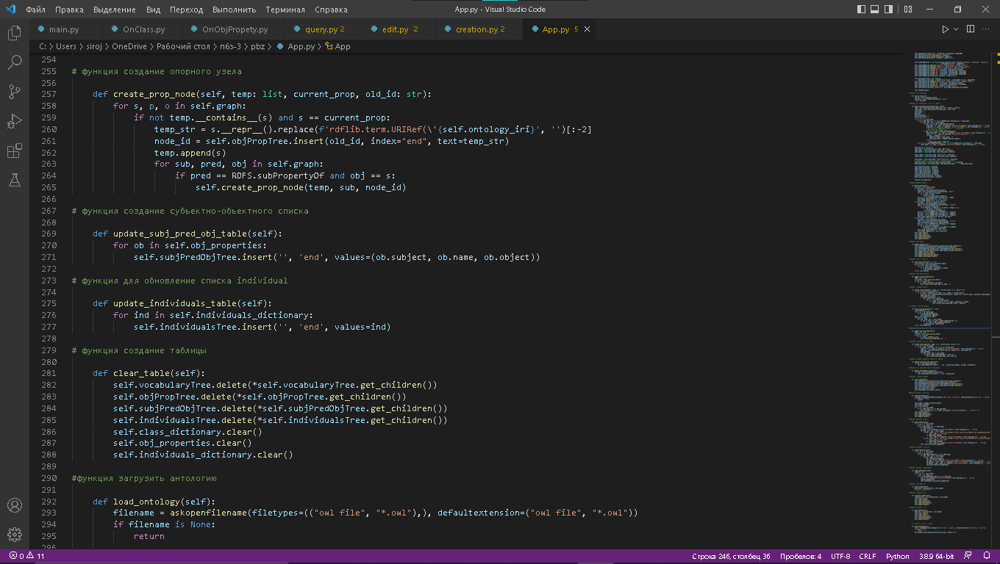 Файл Правка Выделение Вид Переход Выполнить Терминал Справка App.py - Visual Studio Code
main.py OnClass.py OnObjPropety.py query.py 2 edit.py 2 creation.py 2 App.py 5
C: > Users > siroj > OneDrive > Рабочий стол > пбз-3 > pbz > App.py > App
254
255 # функция создание опорного узела
256
257 def create_prop_node(self, temp: list, current_prop, old_id: str):
258 for s, p, o in self.graph:
259 if not temp.__contains__(s) and s == current_prop:
260 temp_str = s.__repr__().replace(f'rdflib.term.URIRef(\'{self.ontology_iri}', '')[:-2]
261 node_id = self.objPropTree.insert(old_id, index="end", text=temp_str)
262 temp.append(s)
263 for sub, pred, obj in self.graph:
264 if pred == RDFS.subPropertyOf and obj == s:
265 self.create_prop_node(temp, sub, node_id)
266
267 # функция создание субъектно-объектного списка
268
269 def update_subj_pred_obj_table(self):
270 for ob in self.obj_properties:
271 self.subjPredObjTree.insert('', 'end', values=(ob.subject, ob.name, ob.object))
272
273 # функция для обновление списка individual
274
275 def update_individuals_table(self):
276 for ind in self.individuals_dictionary:
277 self.individualsTree.insert('', 'end', values=ind)
278
279 # функция создание таблицы
280
281 def clear_table(self):
282 self.vocabularyTree.delete(*self.vocabularyTree.get_children())
283 self.objPropTree.delete(*self.objPropTree.get_children())
284 self.subjPredObjTree.delete(*self.subjPredObjTree.get_children())
285 self.individualsTree.delete(*self.individualsTree.get_children())
286 self.class_dictionary.clear()
287 self.obj_properties.clear()
288 self.individuals_dictionary.clear()
289
290 #функция загрузить антологию
291
292 def load_ontology(self):
293 filename = askopenfilename(filetypes=(("owl file", "*.owl"),), defaultextension=("owl file", "*.owl"))
294 if filename is None:
295 return
296
0 11 Строка 246, столбец 36 Пробелов: 4 UTF-8 CRLF Python 3.8.9 64-bit